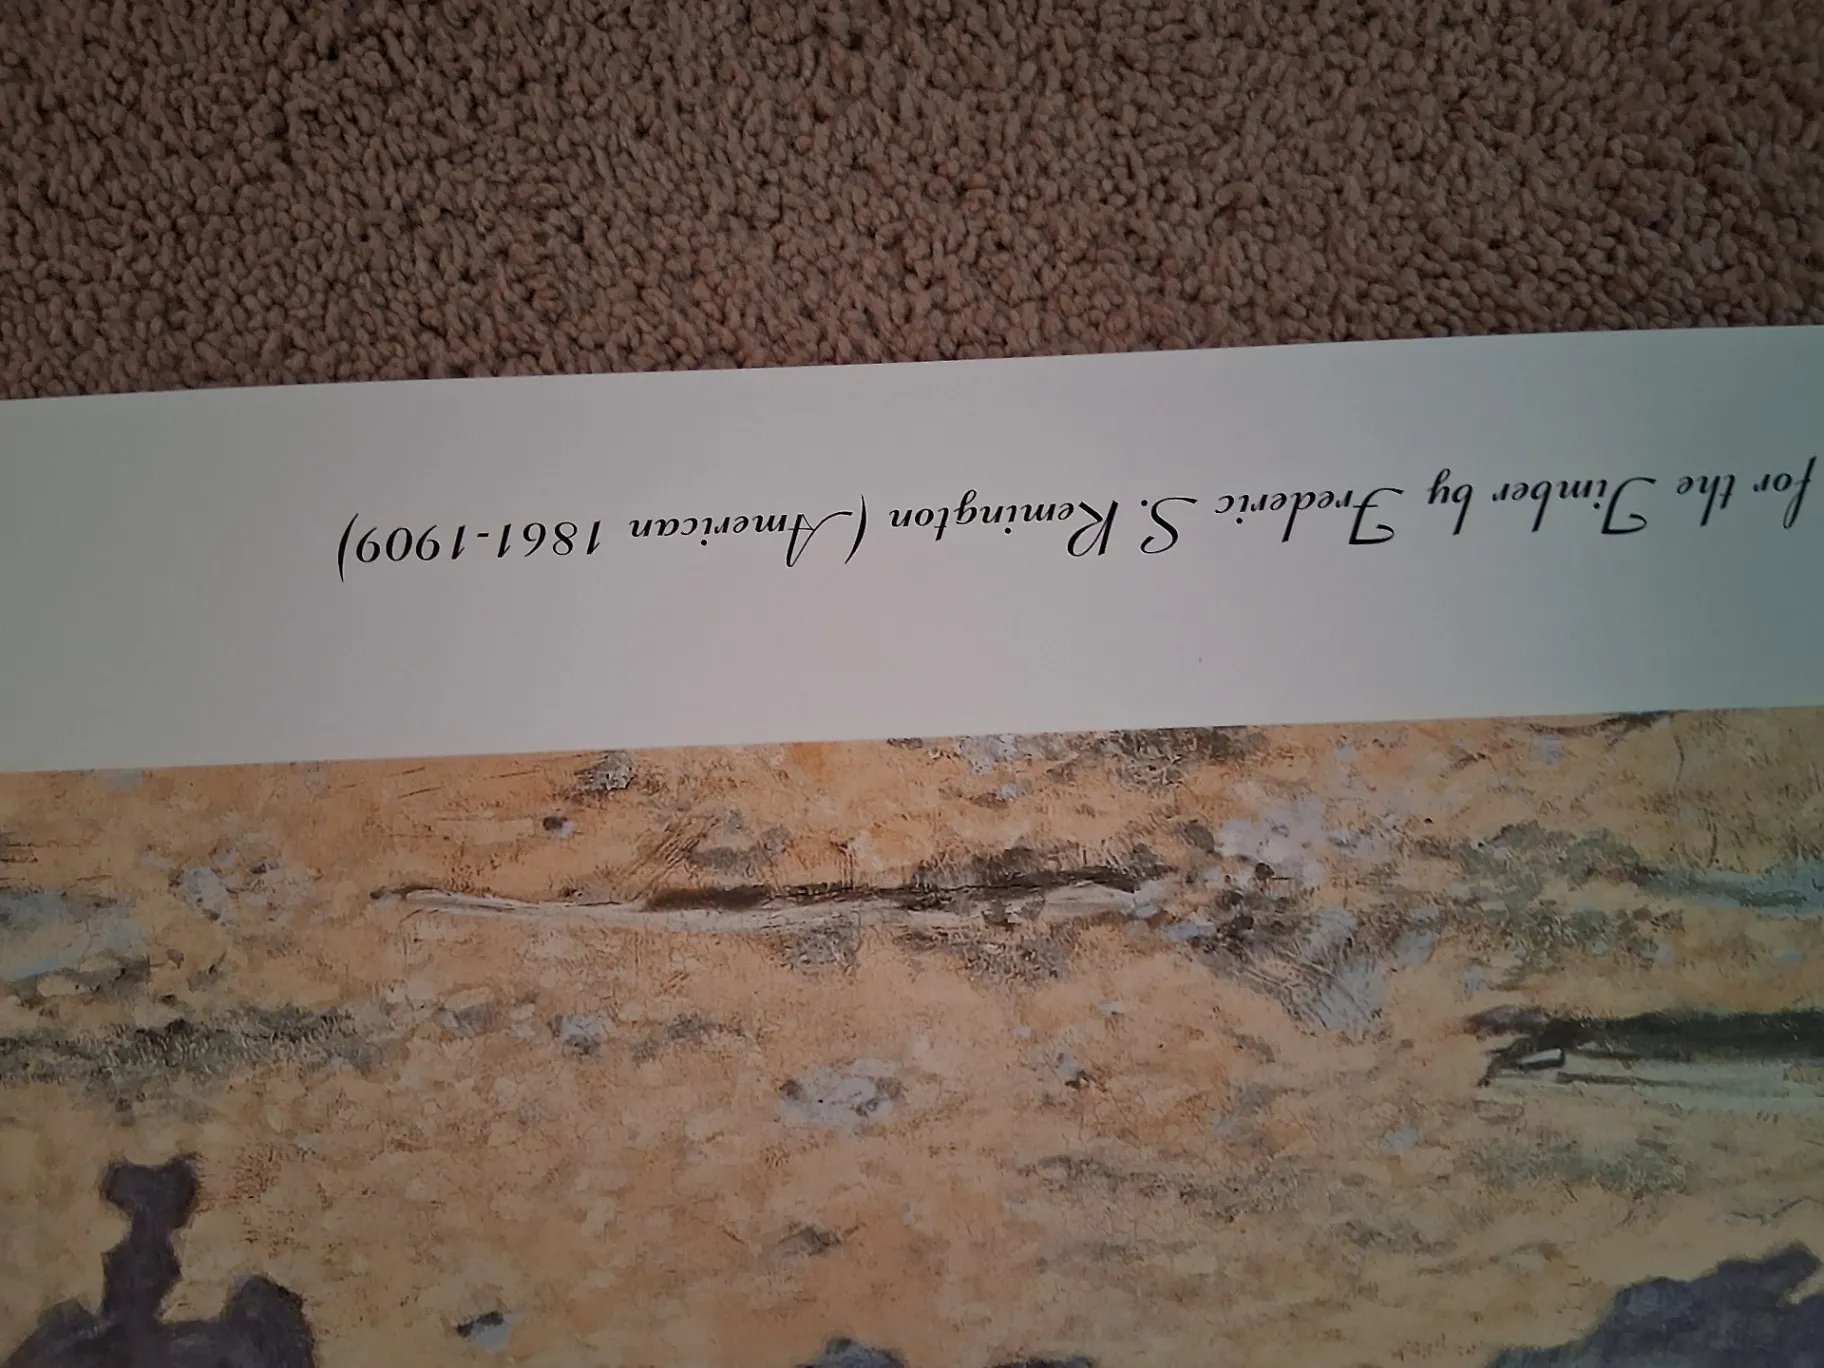 for the Timber by Frederic S. Remington (American 1861-1909)